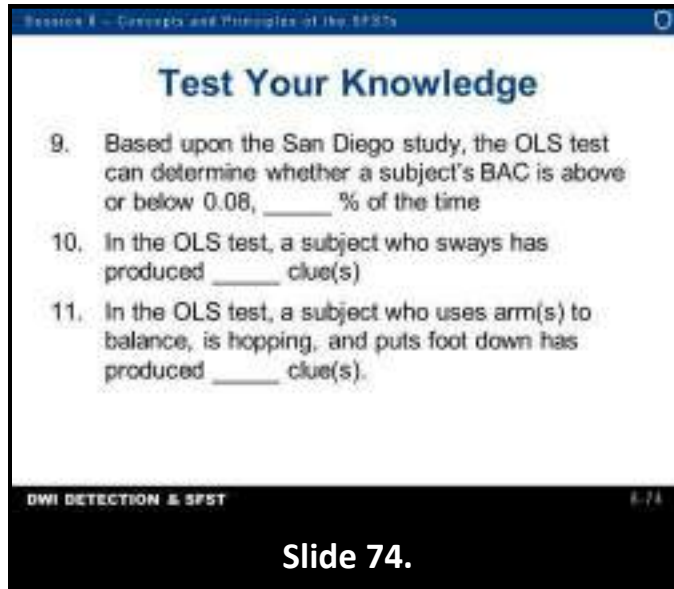 Session 8 – Concepts and Principles of the SFSTs
Test Your Knowledge
9. Based upon the San Diego study, the OLS test
can determine whether a subject's BAC is above
or below 0.08, _____ % of the time
10. In the OLS test, a subject who sways has
produced _____ clue(s)
11. In the OLS test, a subject who uses arm(s) to
balance, is hopping, and puts foot down has
produced _____ clue(s).
DWI DETECTION & SFST
8-74
Slide 74.